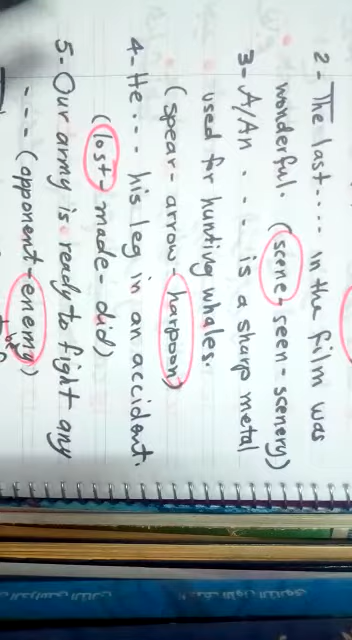 2- The last .... in the film was
wonderful. (scene - seen - scenery)
3- A/An . . . is a sharp metal
used for hunting whales.
(spear - arrow - harpoon)
4- He . - - his leg in an accident.
(lost - made - did)
5- Our army is ready to fight any
- - - (opponent - enemy)